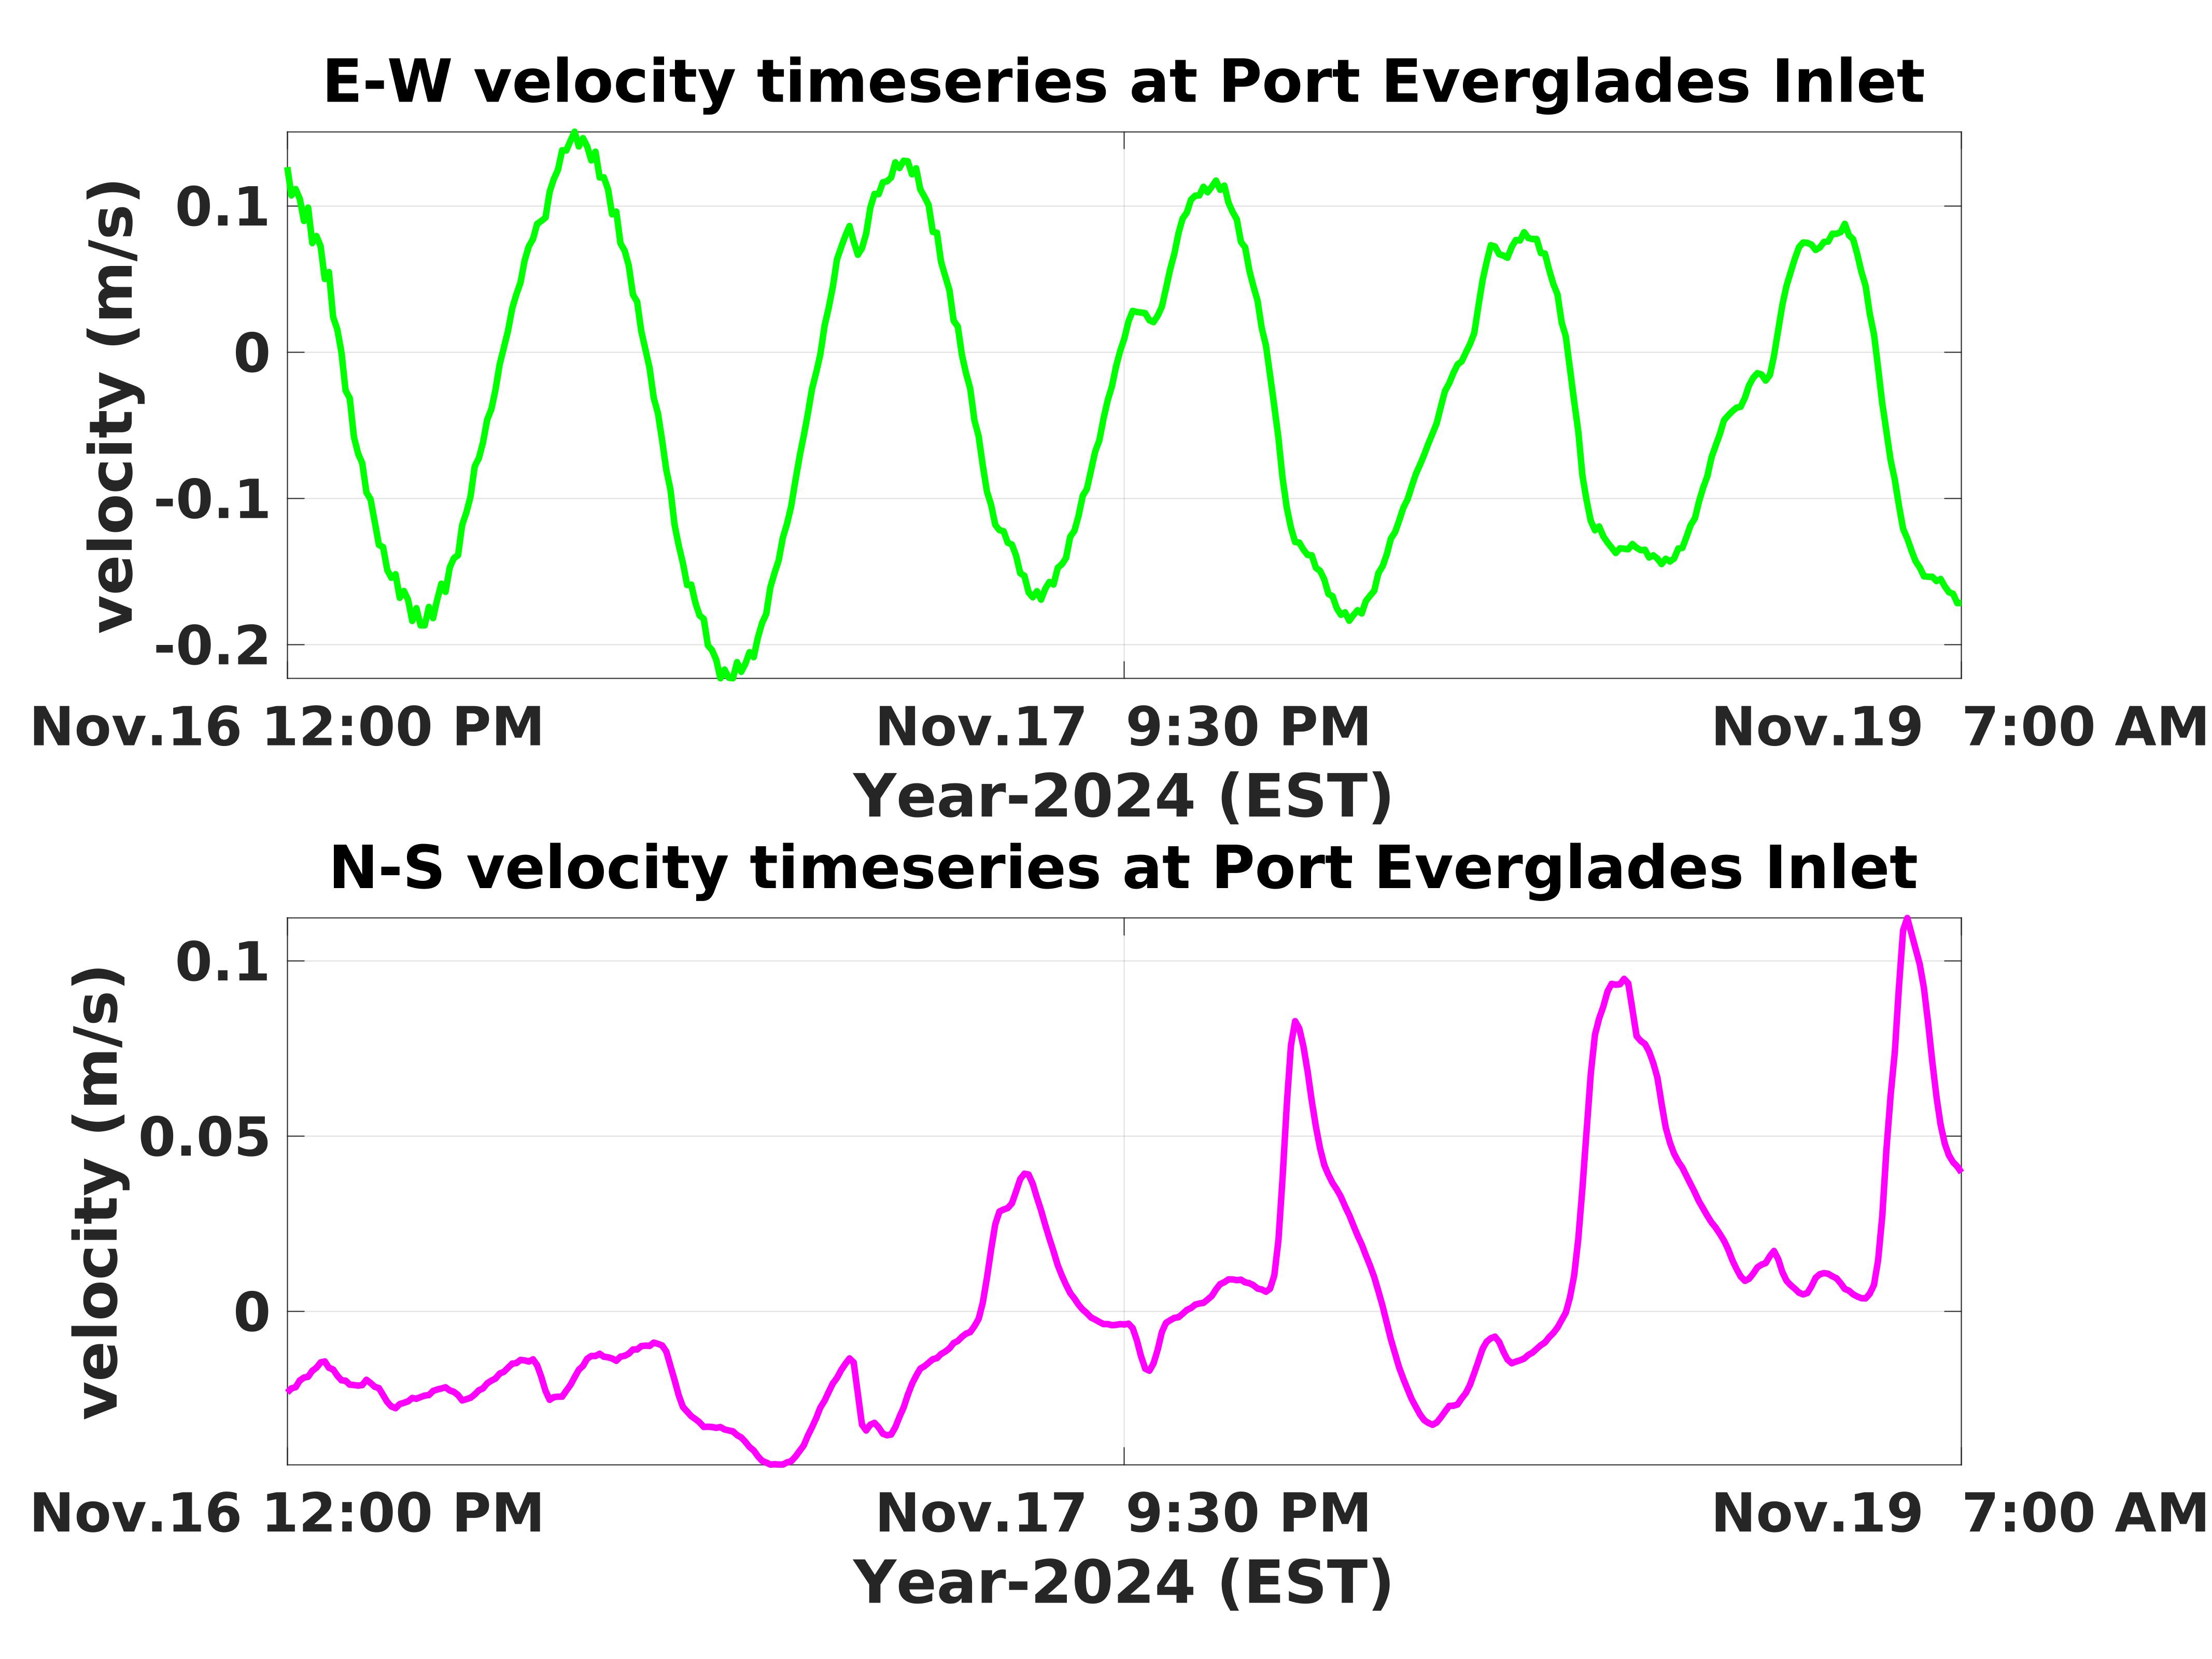 E-W velocity timeseries at Port Everglades Inlet
velocity (m/s)
0.1
0
-0.1
-0.2
Nov.16 12:00 PM Nov.17 9:30 PM Nov.19 7:00 AM
Year-2024 (EST)
N-S velocity timeseries at Port Everglades Inlet
velocity (m/s)
0.1
0.05
0
Nov.16 12:00 PM Nov.17 9:30 PM Nov.19 7:00 AM
Year-2024 (EST)